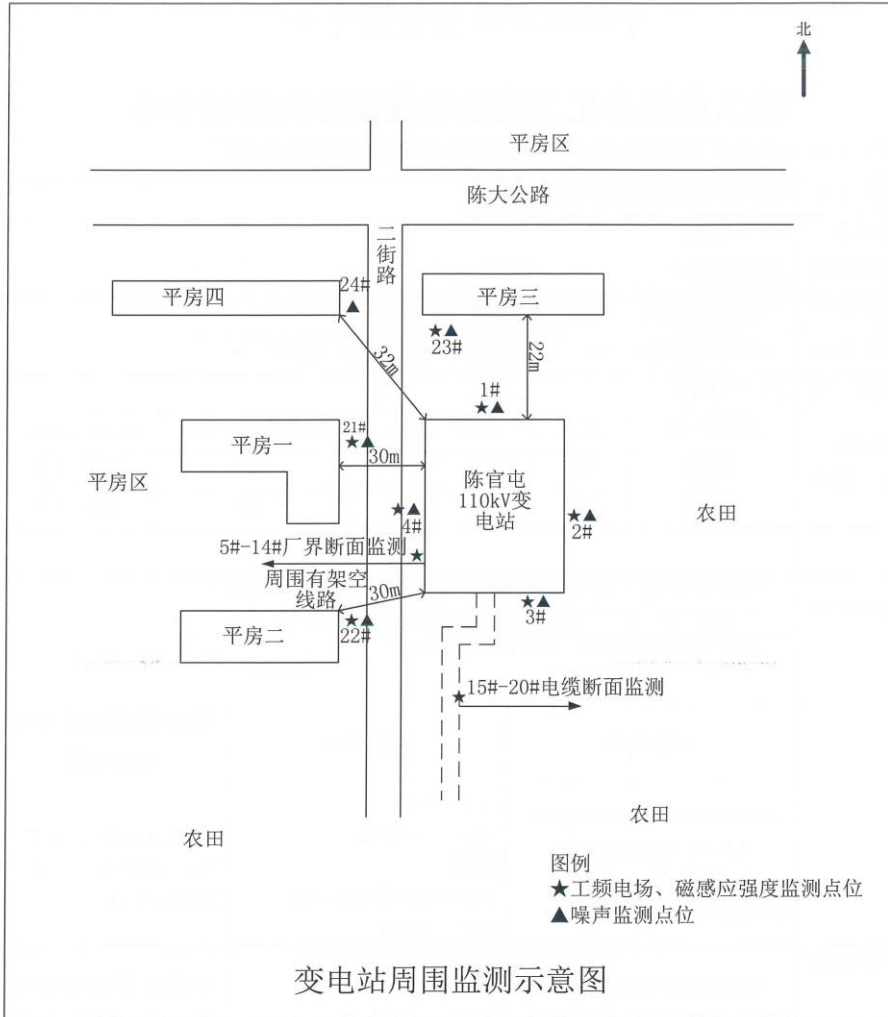 北
平房区
陈大公路
二街路
24#
平房四
平房三
23#
32m
22m
1#
21#
平房一
30m
平房区
陈官屯
110kV变
电站
农田
4#
2#
5#-14#厂界断面监测
周围有架空
线路
30m
3#
平房二
22#
15#-20#电缆断面监测
农田
农田
图例
★工频电场、磁感应强度监测点位
▲噪声监测点位
变电站周围监测示意图